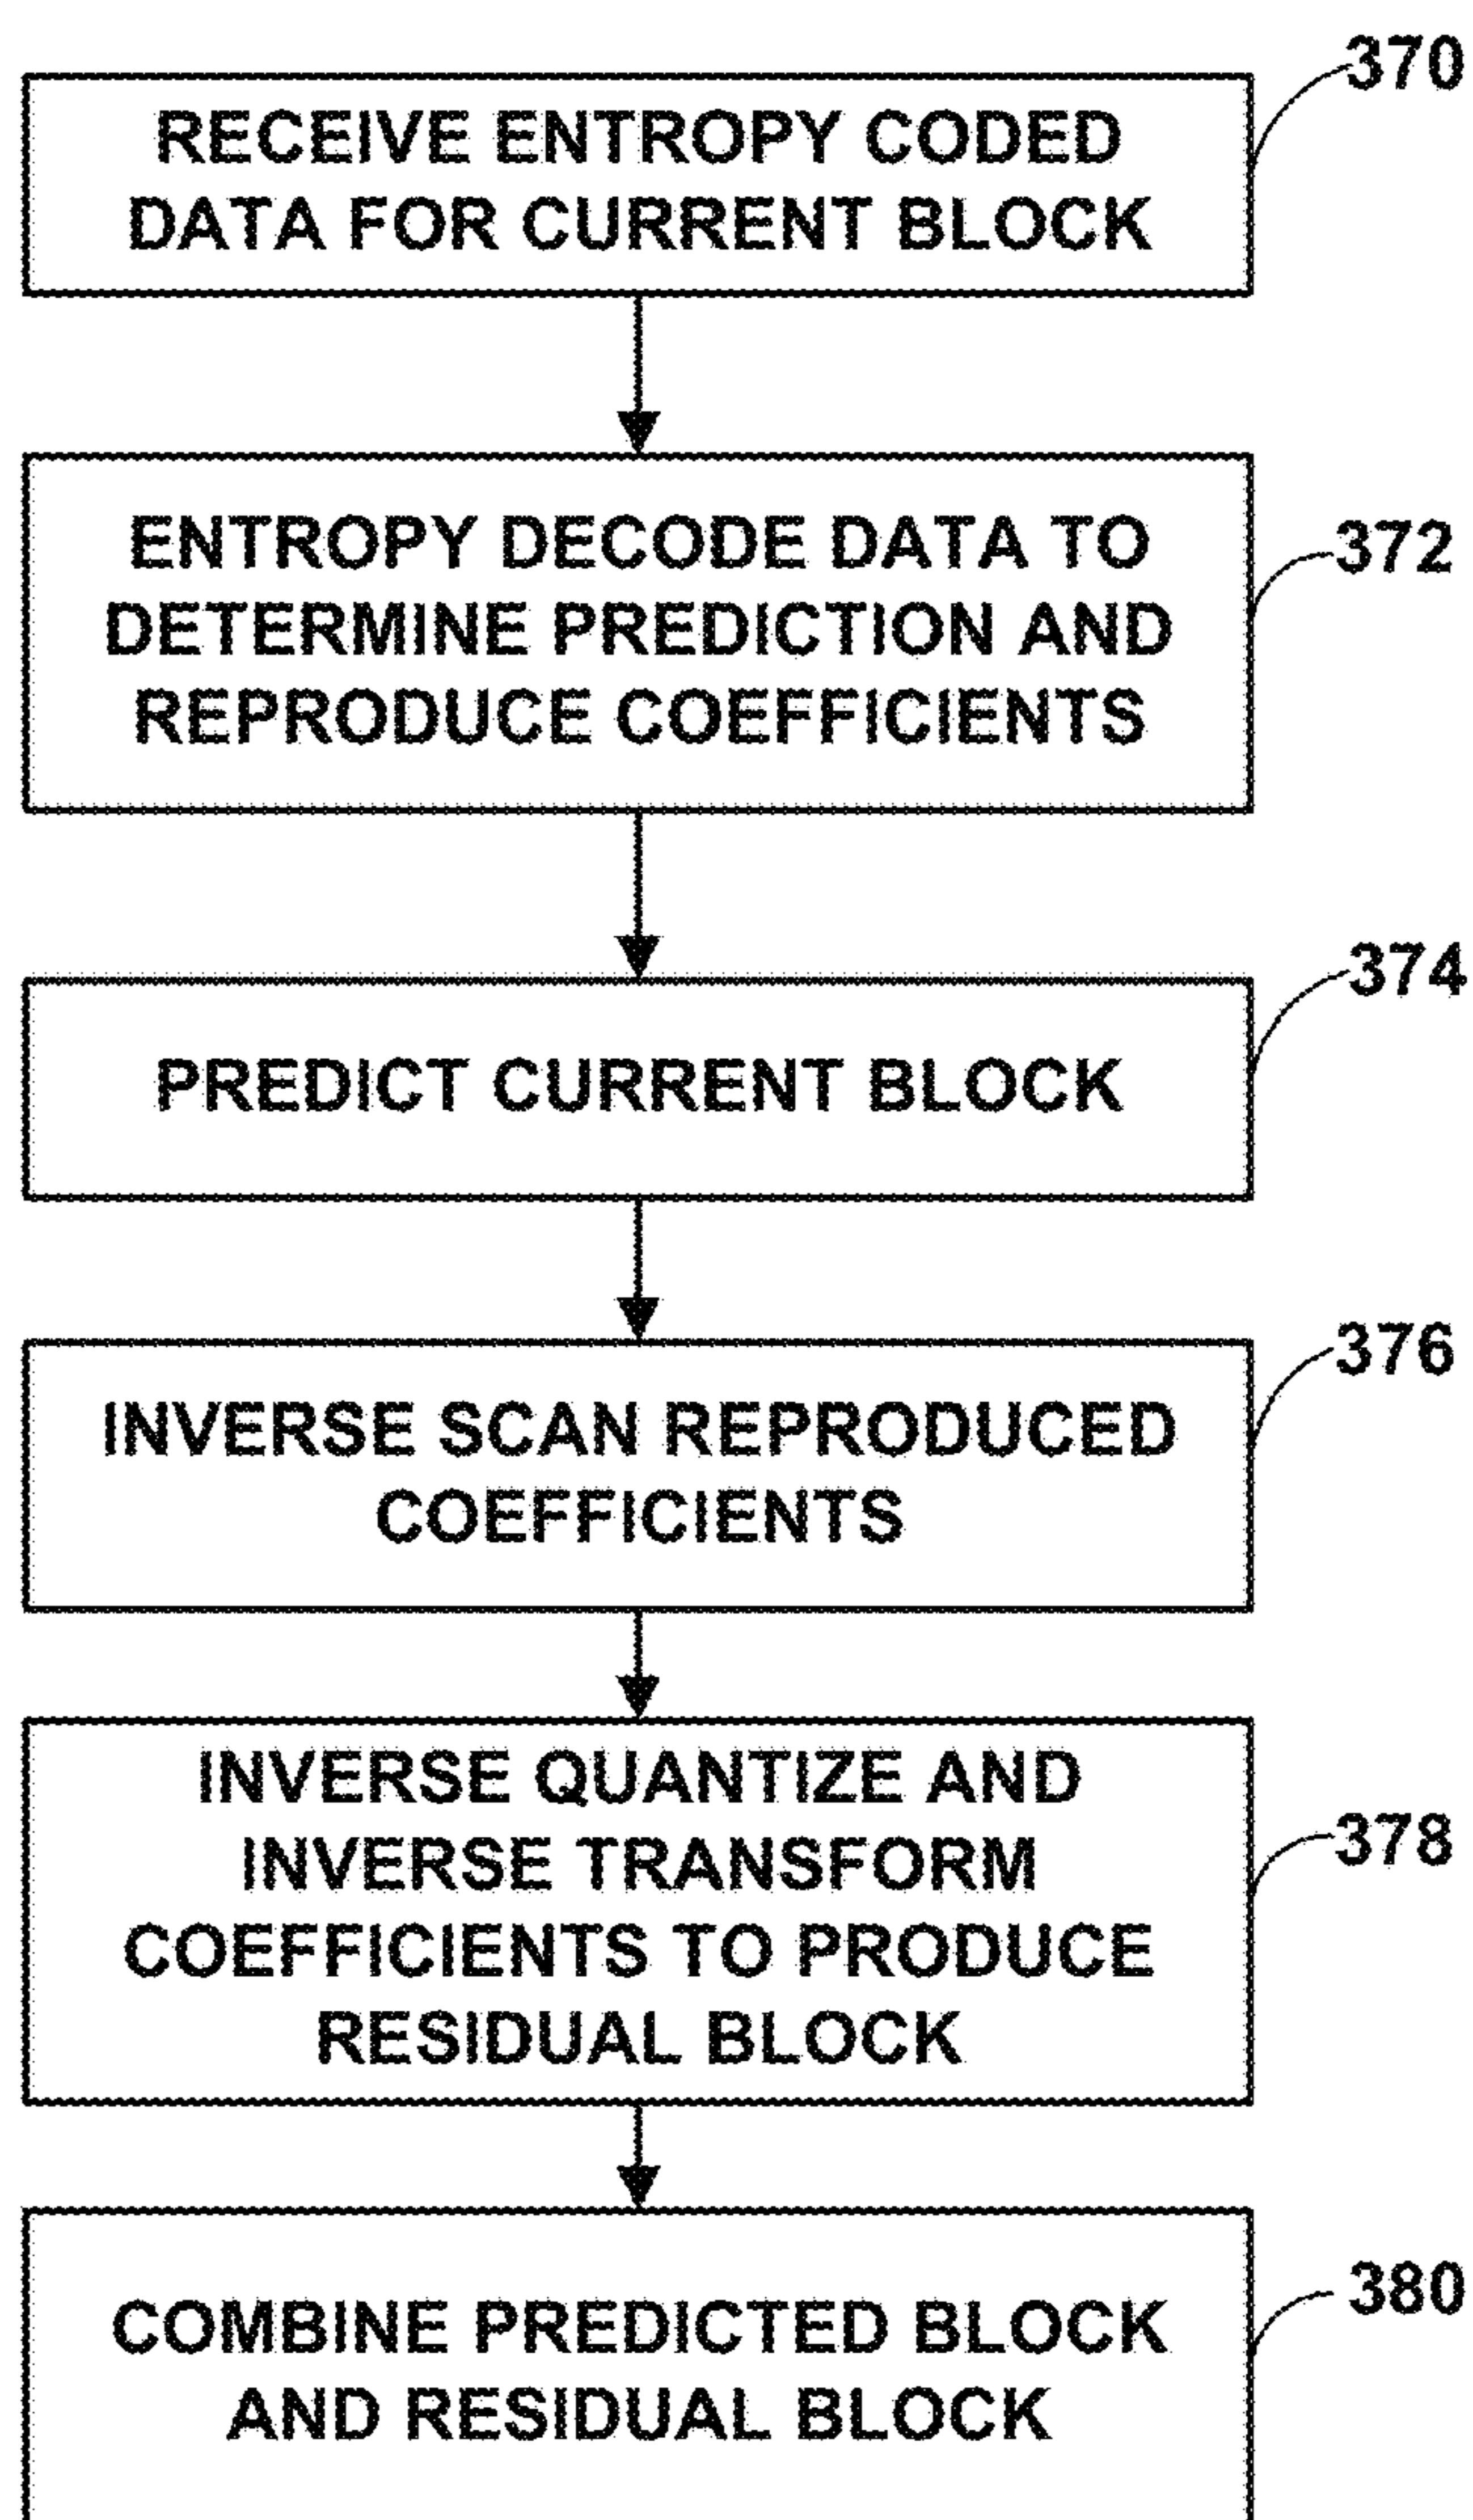 370
RECEIVE ENTROPY CODED
DATA FOR CURRENT BLOCK
372
ENTROPY DECODE DATA TO
DETERMINE PREDICTION AND
REPRODUCE COEFFICIENTS
374
PREDICT CURRENT BLOCK
376
INVERSE SCAN REPRODUCED
COEFFICIENTS
378
INVERSE QUANTIZE AND
INVERSE TRANSFORM
COEFFICIENTS TO PRODUCE
RESIDUAL BLOCK
380
COMBINE PREDICTED BLOCK
AND RESIDUAL BLOCK